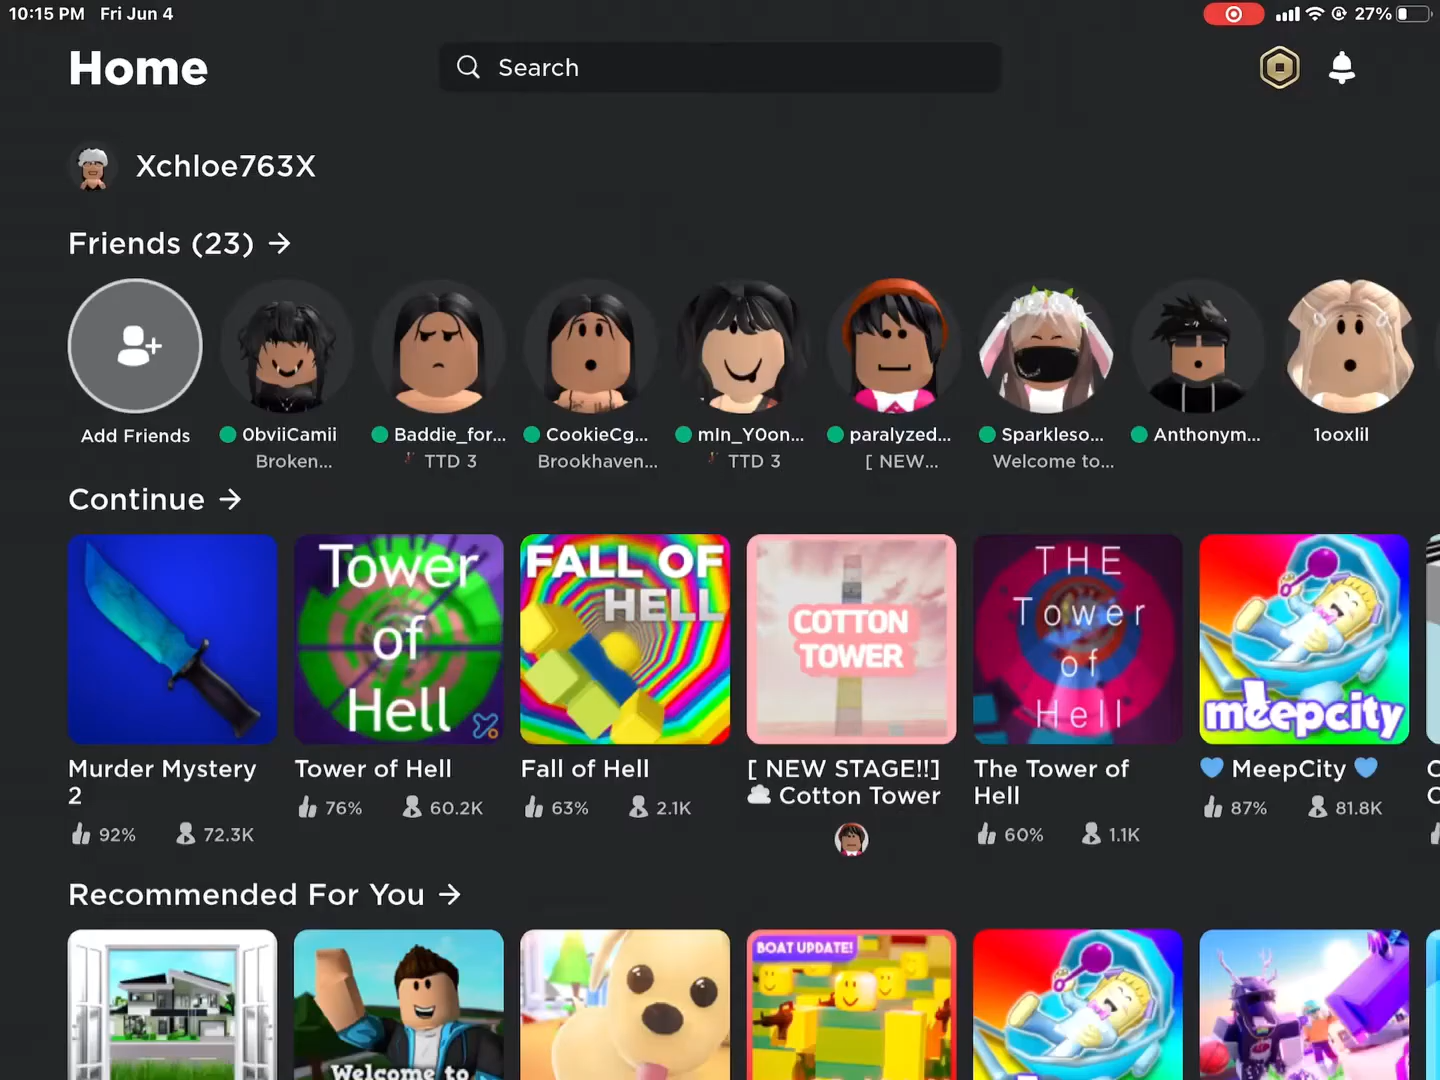 10:15 PM Fri Jun 4
27%
Home
Search
Xchloe763X
Friends (23) →
Add Friends
0bviiCamii
Broken...
Baddie_for...
TTD 3
CookieCg...
Brookhaven...
mIn_Y0on...
TTD 3
paralyzed...
[ NEW...
Sparkleso...
Welcome to...
Anthonym...
1ooxlil
Continue →
Tower
of
Hell
FALL OF
HELL
COTTON
TOWER
THE
Tower
of
Hell
meepcity
Murder Mystery
2
92% 72.3K
Tower of Hell
76% 60.2K
Fall of Hell
63% 2.1K
[ NEW STAGE!!]
☁️ Cotton Tower
The Tower of
Hell
60% 1.1K
💙 MeepCity 💙
87% 81.8K
Recommended For You →
BOAT UPDATE!
Welcome to